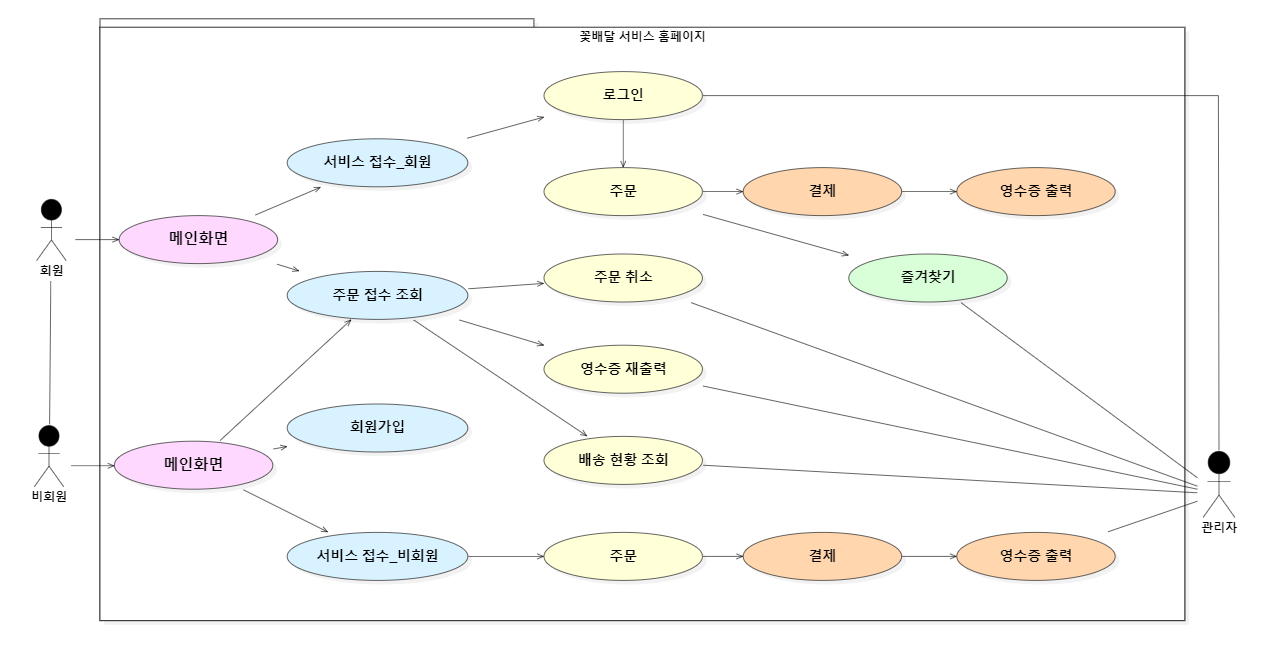 꽃배달 서비스 홈페이지
로그인
서비스 접수_회원
주문
결제
영수증 출력
메인화면
회원
주문 접수 조회
주문 취소
즐겨찾기
영수증 재출력
회원가입
메인화면
배송 현황 조회
비회원
관리자
서비스 접수_비회원
주문
결제
영수증 출력